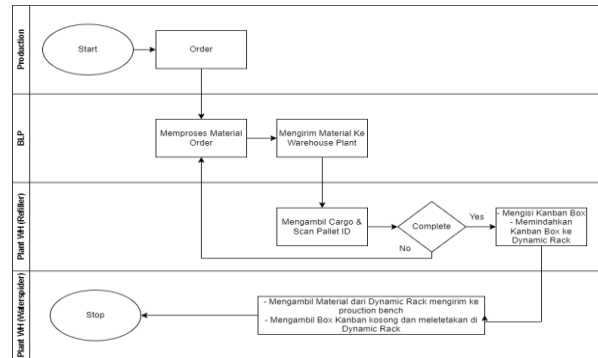 Production
Start
Order
BLP
Memproses Material
Order
Mengirim Material Ke
Warehouse Plant
Plant WH (Refiller)
Mengambil Cargo &
Scan Pallet ID
Complete
Yes
No
- Mengisi Kanban Box
- Memindahkan
Kanban Box ke
Dynamic Rack
Plant WH (Waterspider)
Stop
- Mengambil Material dari Dynamic Rack mengirim ke
prouction bench
- Mengambil Box Kanban kosong dan meletetakan di
Dynamic Rack